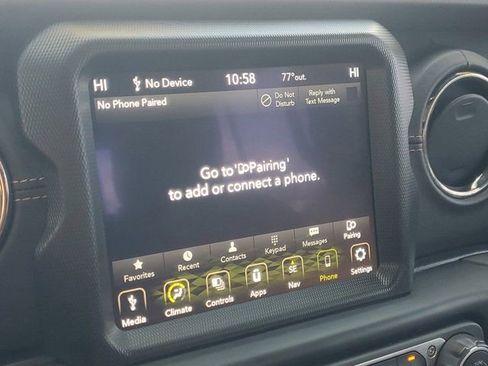 HI No Device 10:58 77°out. HI
No Phone Paired
Do Not
Disturb
Reply with
Text Message
Go to 'Pairing'
to add or connect a phone.
Favorites Recent Contacts Keypad Messages Pairing
Media Climate Controls Apps SE Nav Phone Settings